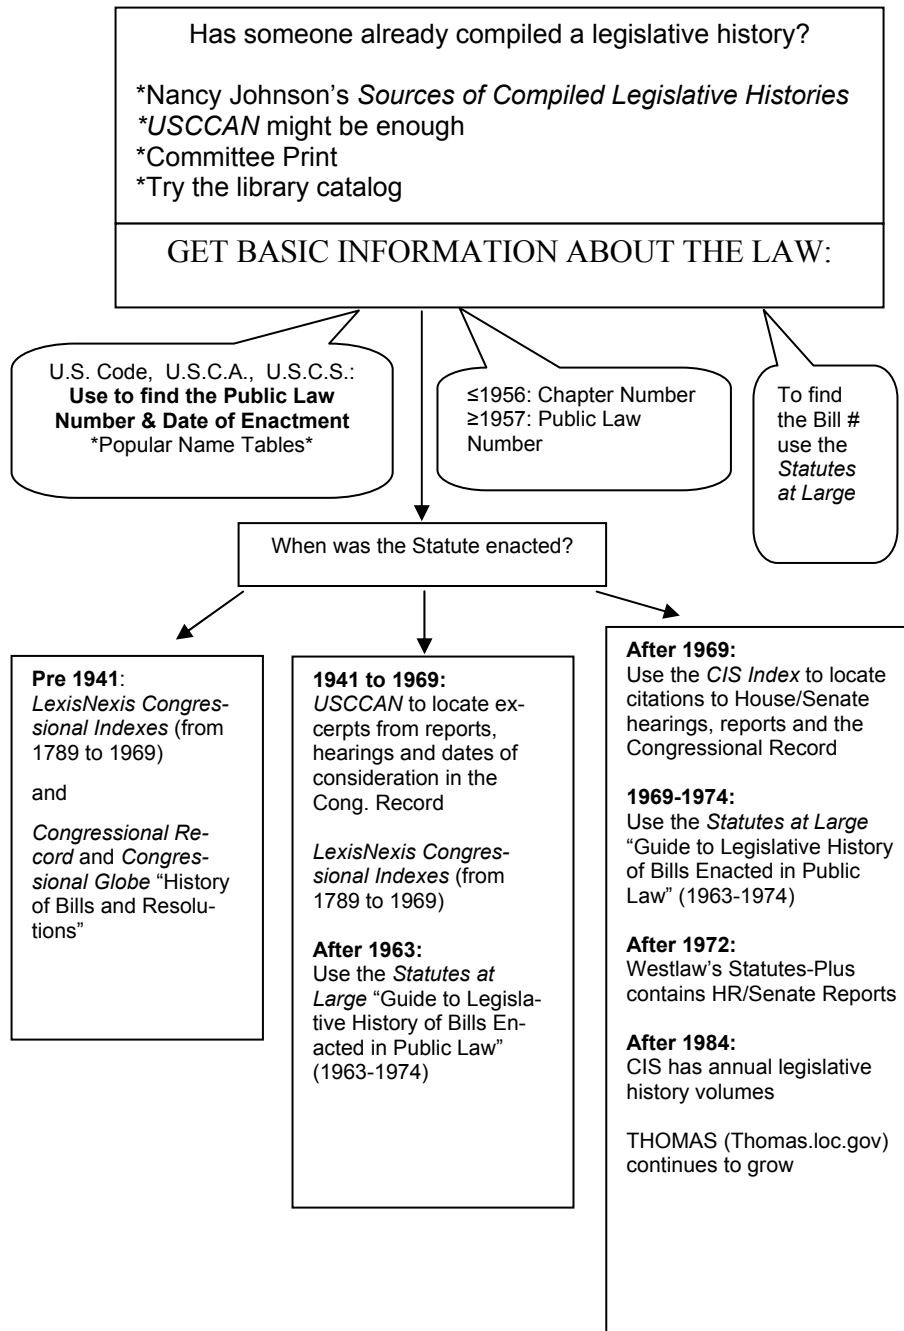 Has someone already compiled a legislative history?
*Nancy Johnson's Sources of Compiled Legislative Histories
*USCCAN might be enough
*Committee Print
*Try the library catalog
GET BASIC INFORMATION ABOUT THE LAW:
U.S. Code, U.S.C.A., U.S.C.S.:
Use to find the Public Law
Number & Date of Enactment
*Popular Name Tables*
≤1956: Chapter Number
≥1957: Public Law
Number
To find
the Bill #
use the
Statutes
at Large
When was the Statute enacted?
Pre 1941:
LexisNexis Congres-
sional Indexes (from
1789 to 1969)
and
Congressional Re-
cord and Congres-
sional Globe “History
of Bills and Resolu-
tions”
1941 to 1969:
USCCAN to locate ex-
cerpts from reports,
hearings and dates of
consideration in the
Cong. Record
LexisNexis Congres-
sional Indexes (from
1789 to 1969)
After 1963:
Use the Statutes at
Large “Guide to Legisla-
tive History of Bills En-
acted in Public Law”
(1963-1974)
After 1969:
Use the CIS Index to locate
citations to House/Senate
hearings, reports and the
Congressional Record
1969-1974:
Use the Statutes at Large
“Guide to Legislative History
of Bills Enacted in Public
Law” (1963-1974)
After 1972:
Westlaw's Statutes-Plus
contains HR/Senate Reports
After 1984:
CIS has annual legislative
history volumes
THOMAS (Thomas.loc.gov)
continues to grow